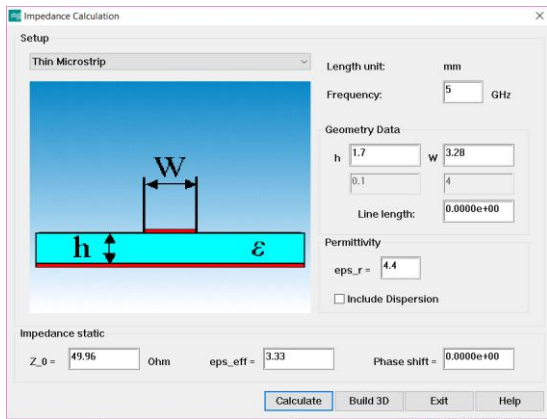 Impedance Calculation
Setup
Thin Microstrip
Length unit: mm
Frequency: 5 GHz
W
h
ε
Geometry Data
h 1.7 W 3.28
0.1 4
Line length: 0.0000e+00
Permittivity
eps_r = 4.4
Include Dispersion
Impedance static
Z_0 = 49.96 Ohm eps_eff = 3.33 Phase shift = 0.0000e+00
Calculate Build 3D Exit Help